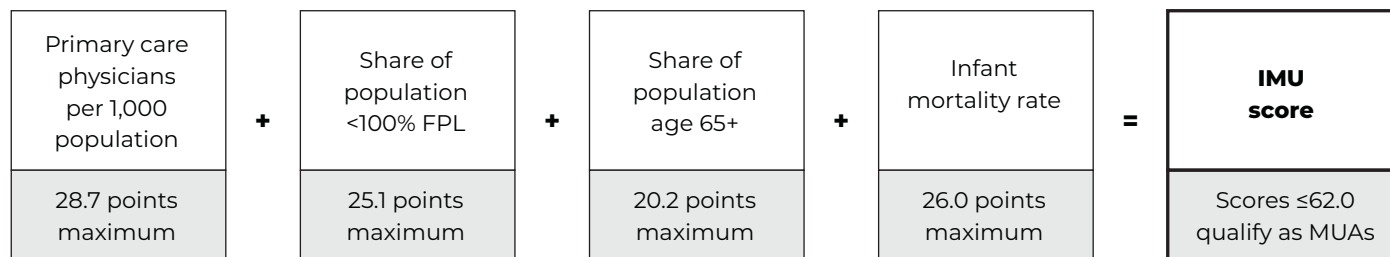 Primary care
physicians
per 1,000
population
+
Share of
population
<100% FPL
+
Share of
population
age 65+
+
Infant
mortality rate
=
IMU
score
28.7 points
maximum
25.1 points
maximum
20.2 points
maximum
26.0 points
maximum
Scores ≤62.0
qualify as MUAs